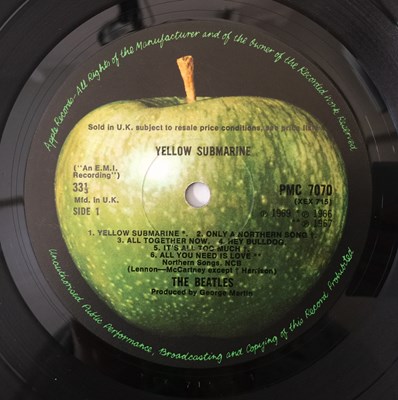 Apple Records-All Rights of the Manufacturer and of the Owner of the Recorded Work Reserved
Sold in U.K. subject to resale price conditions, see price lists
YELLOW SUBMARINE
("An E.M.I. Recording")
33⅓
Mfd. In U.K.
SIDE 1
PMC 7070
(XEX 715)
℗ 1969 *℗ 1966
**℗ 1967
1. YELLOW SUBMARINE *. 2. ONLY A NORTHERN SONG †
3. ALL TOGETHER NOW. 4. HEY BULLDOG
5. IT'S ALL TOO MUCH †
6. ALL YOU NEED IS LOVE **
Northern Songs, NCB
(Lennon—McCartney except † Harrison)
THE BEATLES
Produced by George Martin
Unauthorised Public Performance, Broadcasting and Copying of this Record Prohibited